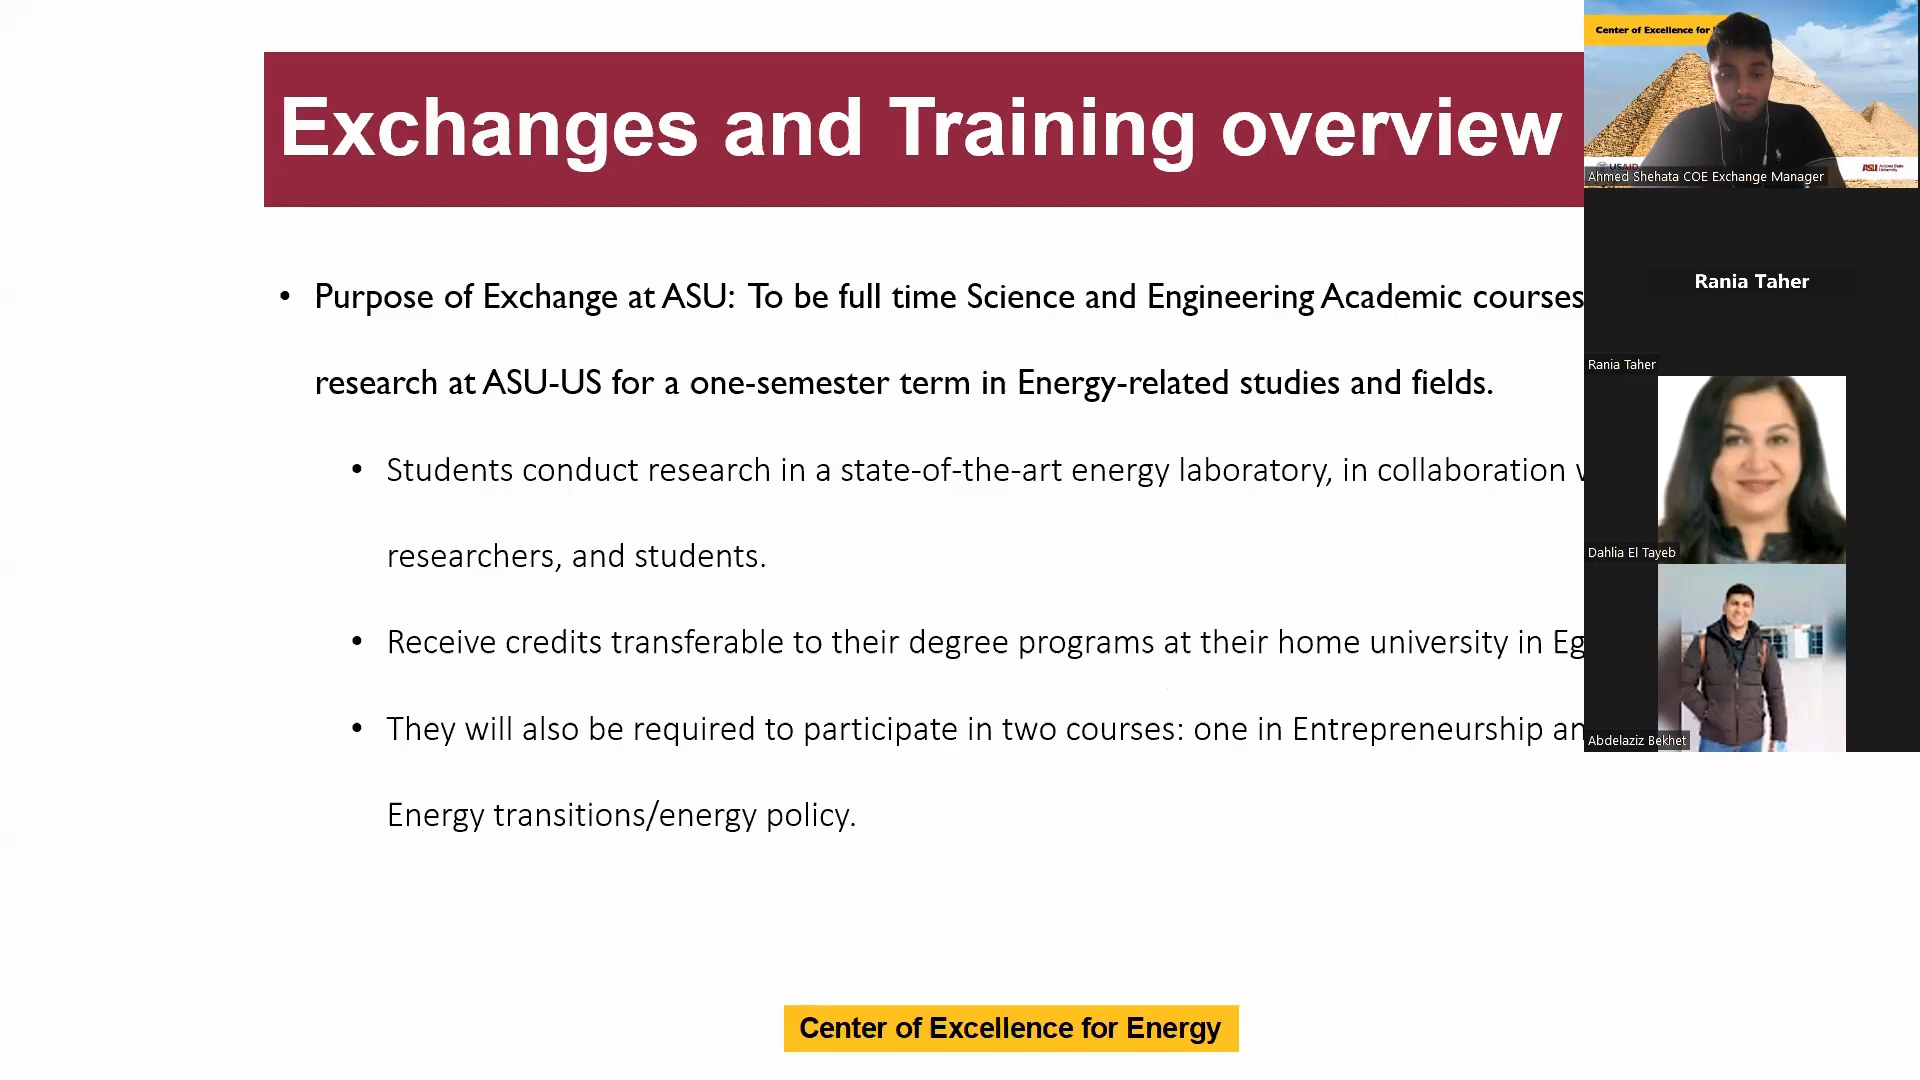 Exchanges and Training overview
• Purpose of Exchange at ASU: To be full time Science and Engineering Academic courses
research at ASU-US for a one-semester term in Energy-related studies and fields.
• Students conduct research in a state-of-the-art energy laboratory, in collaboration
researchers, and students.
• Receive credits transferable to their degree programs at their home university in
• They will also be required to participate in two courses: one in Entrepreneurship
Energy transitions/energy policy.
Center of Excellence for Energy
Center of Excellence for
USAID
ASU Arizona State University
Ahmed Shehata COE Exchange Manager
Rania Taher
Rania Taher
Dahlia El Tayeb
Abdelaziz Bekhet